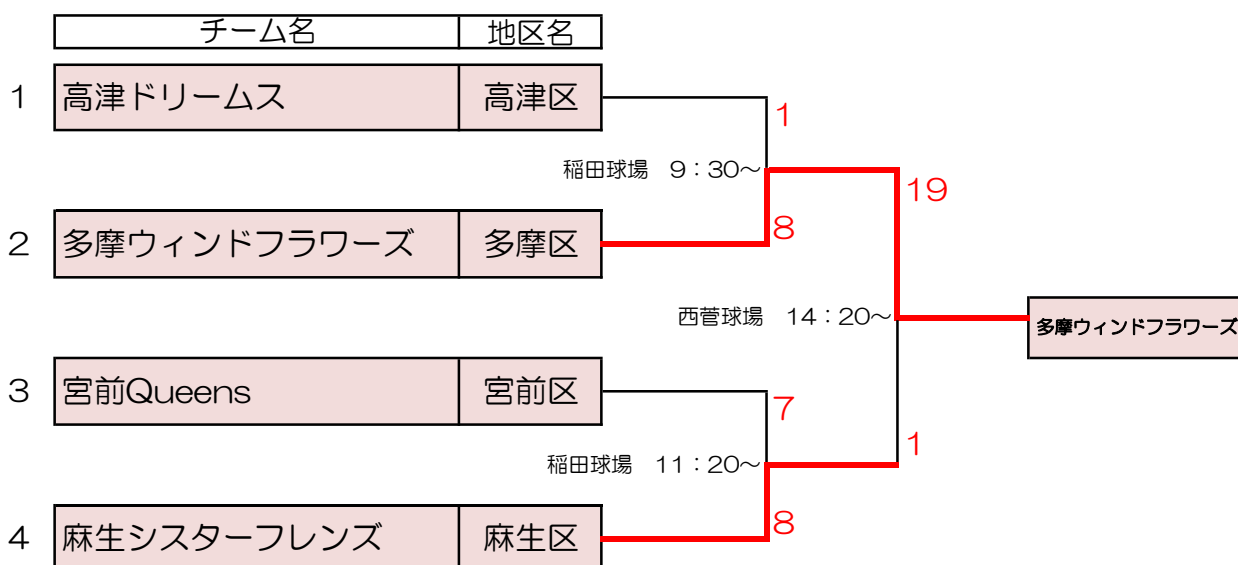 チーム名 地区名
1 高津ドリームス 高津区
1
稲田球場 9：30～
19
2 多摩ウィンドフラワーズ 多摩区
8
西菅球場 14：20～
多摩ウィンドフラワーズ
3 宮前Queens 宮前区
7
1
稲田球場 11：20～
4 麻生シスターフレンズ 麻生区
8